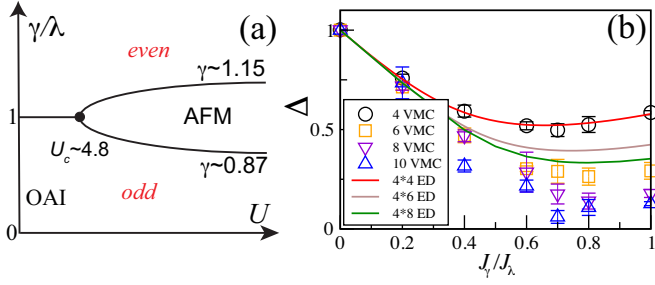 γ/λ
(a)
even
γ~1.15
1
AFM
U_c~4.8
γ~0.87
OAI
odd
0
U
(b)
Δ
1
0.5
0
4 VMC
6 VMC
8 VMC
10 VMC
4*4 ED
4*6 ED
4*8 ED
0 0.2 0.4 0.6 0.8 1
J_γ/J_λ